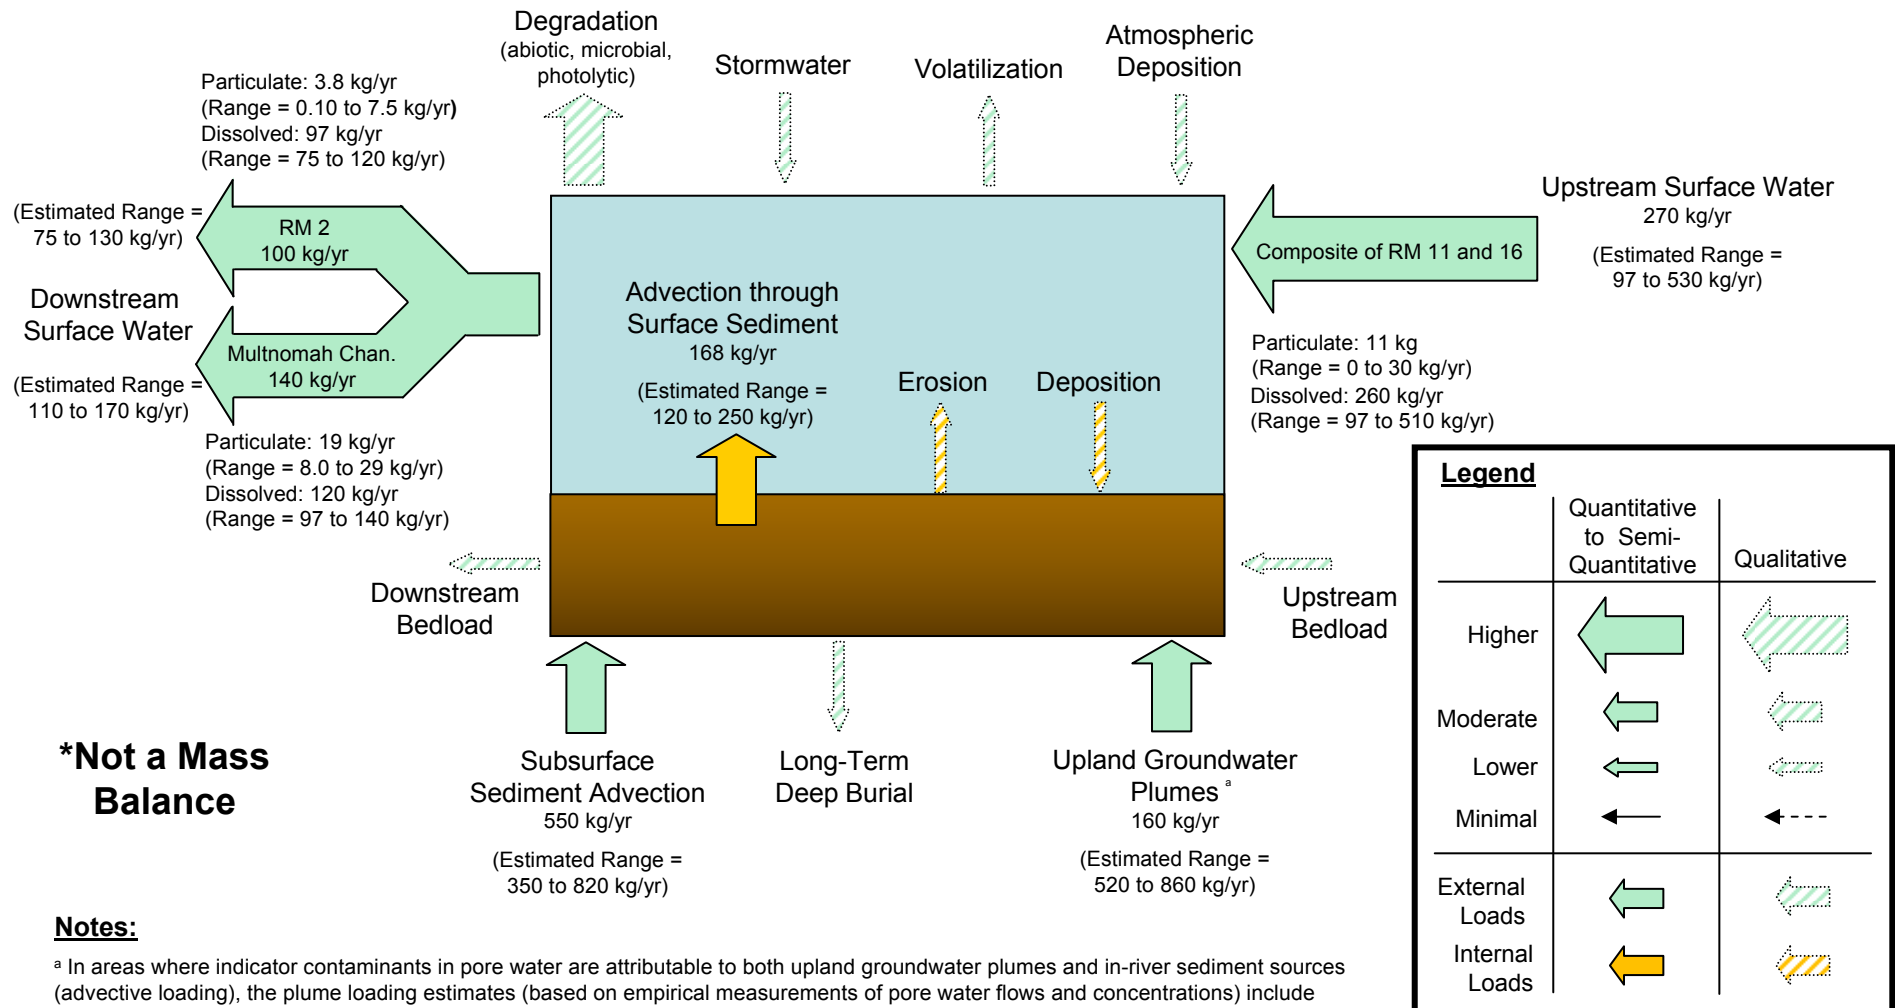 Degradation
(abiotic, microbial,
photolytic)
Stormwater
Volatilization
Atmospheric
Deposition
Particulate: 3.8 kg/yr
(Range = 0.10 to 7.5 kg/yr)
Dissolved: 97 kg/yr
(Range = 75 to 120 kg/yr)
(Estimated Range =
75 to 130 kg/yr)
RM 2
100 kg/yr
Downstream
Surface Water
Multnomah Chan.
140 kg/yr
(Estimated Range =
110 to 170 kg/yr)
Particulate: 19 kg/yr
(Range = 8.0 to 29 kg/yr)
Dissolved: 120 kg/yr
(Range = 97 to 140 kg/yr)
Advection through
Surface Sediment
168 kg/yr
(Estimated Range =
120 to 250 kg/yr)
Erosion
Deposition
Upstream Surface Water
270 kg/yr
(Estimated Range =
97 to 530 kg/yr)
Composite of RM 11 and 16
Particulate: 11 kg
(Range = 0 to 30 kg/yr)
Dissolved: 260 kg/yr
(Range = 97 to 510 kg/yr)
Downstream
Bedload
Upstream
Bedload
*Not a Mass
Balance
Subsurface
Sediment Advection
550 kg/yr
(Estimated Range =
350 to 820 kg/yr)
Long-Term
Deep Burial
Upland Groundwater
Plumes a
160 kg/yr
(Estimated Range =
520 to 860 kg/yr)
Legend
Quantitative
to Semi-
Quantitative
Qualitative
Higher
Moderate
Lower
Minimal
External
Loads
Internal
Loads
Notes:
a In areas where indicator contaminants in pore water are attributable to both upland groundwater plumes and in-river sediment sources
(advective loading), the plume loading estimates (based on empirical measurements of pore water flows and concentrations) include